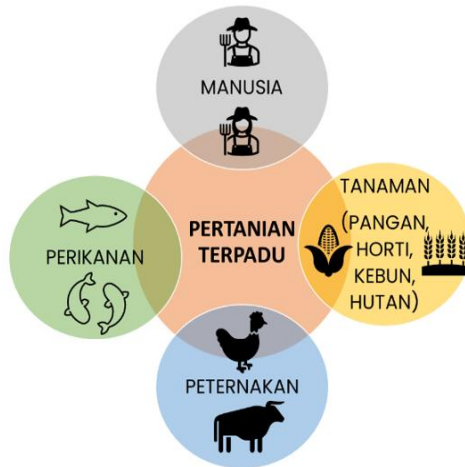 MANUSIA
PERTANIAN
TERPADU
TANAMAN
(PANGAN,
HORTI,
KEBUN,
HUTAN)
PERIKANAN
PETERNAKAN